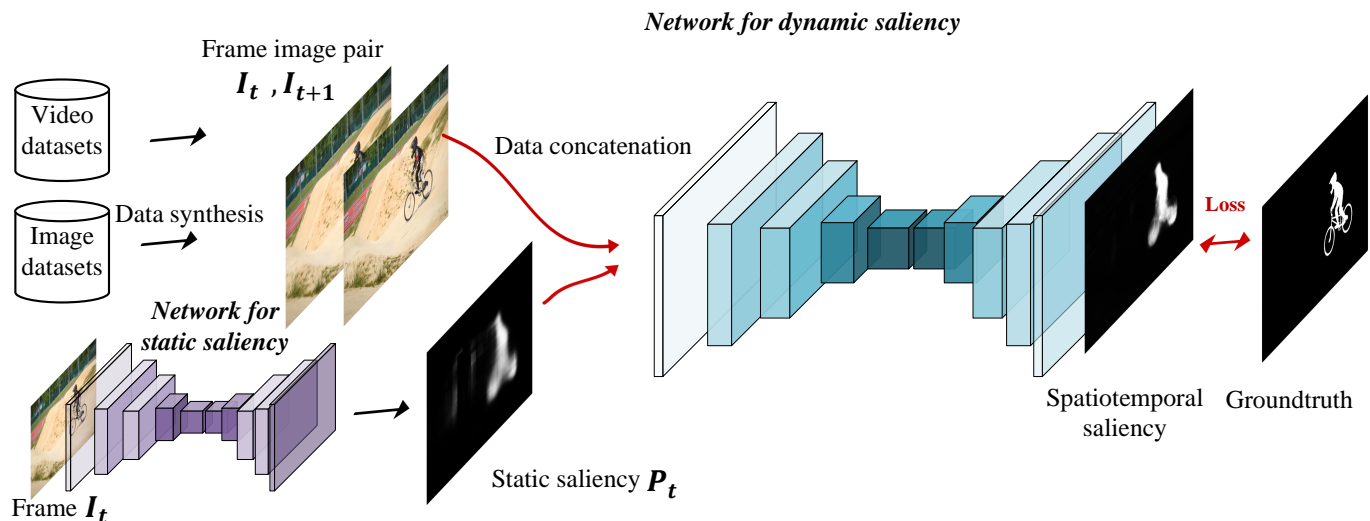 Network for dynamic saliency
Frame image pair
I_t , I_{t+1}
Video
datasets
Data concatenation
Data synthesis
Image
datasets
Loss
Network for
static saliency
Spatiotemporal
saliency
Groundtruth
Static saliency P_t
Frame I_t